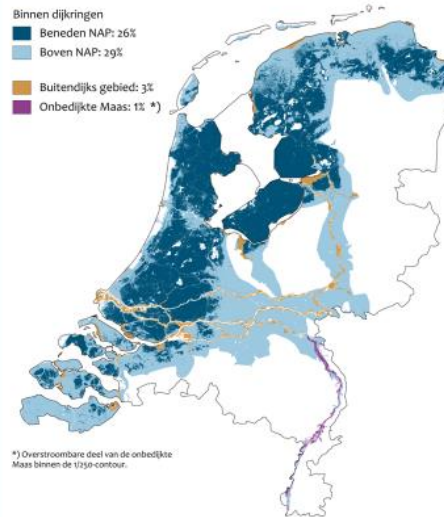 Binnen dijkringen
Beneden NAP: 26%
Boven NAP: 29%
Buitendijks gebied: 3%
Onbedijkte Maas: 1% *)
*) Overstroombare deel van de onbedijkte
Maas binnen de 1/250-contour.